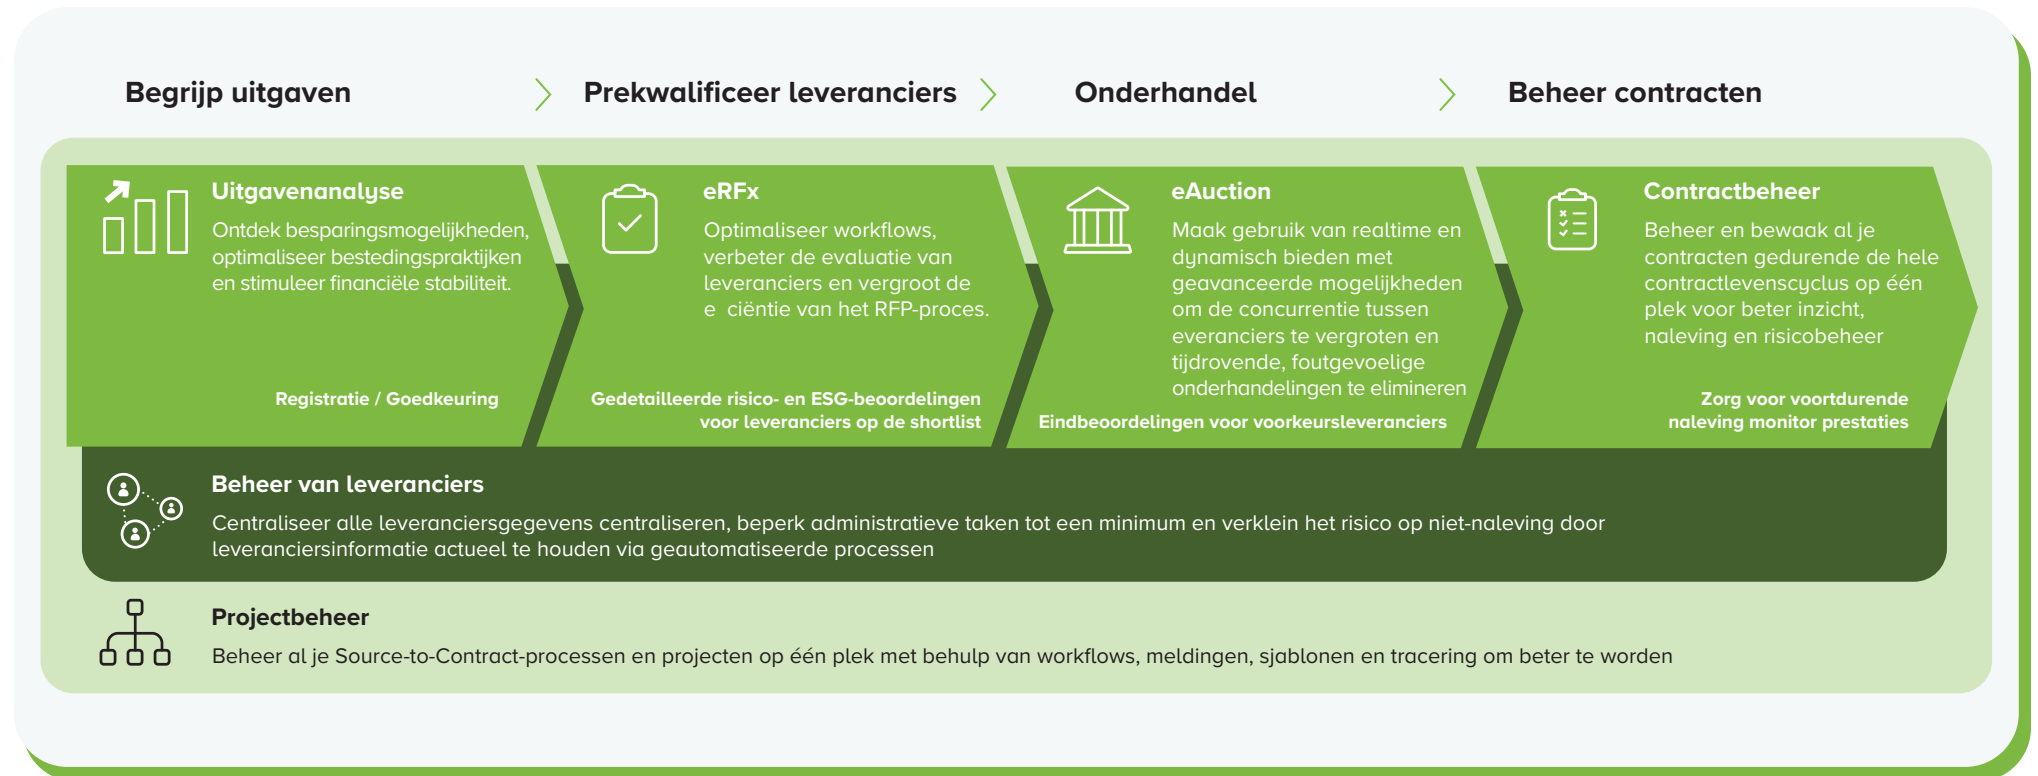 Begrijp uitgaven
Prekwalificeer leveranciers
Onderhandel
Beheer contracten
Uitgavenanalyse
Ontdek besparingsmogelijkheden,
optimaliseer bestedingspraktijken
en stimuleer financiële stabiliteit.
Registratie / Goedkeuring
eRFx
Optimaliseer workflows,
verbeter de evaluatie van
leveranciers en vergroot de
e ciëntie van het RFP-proces.
Gedetailleerde risico- en ESG-beoordelingen
voor leveranciers op de shortlist
eAuction
Maak gebruik van realtime en
dynamisch bieden met
geavanceerde mogelijkheden
om de concurrentie tussen
everanciers te vergroten en
tijdrovende, foutgevoelige
onderhandelingen te elimineren
Eindbeoordelingen voor voorkeursleveranciers
Contractbeheer
Beheer en bewaak al je
contracten gedurende de hele
contractlevenscyclus op één
plek voor beter inzicht,
naleving en risicobeheer
Zorg voor voortdurende
naleving monitor prestaties
Beheer van leveranciers
Centraliseer alle leveranciersgegevens centraliseren, beperk administratieve taken tot een minimum en verklein het risico op niet-naleving door
leveranciersinformatie actueel te houden via geautomatiseerde processen
Projectbeheer
Beheer al je Source-to-Contract-processen en projecten op één plek met behulp van workflows, meldingen, sjablonen en tracering om beter te worden